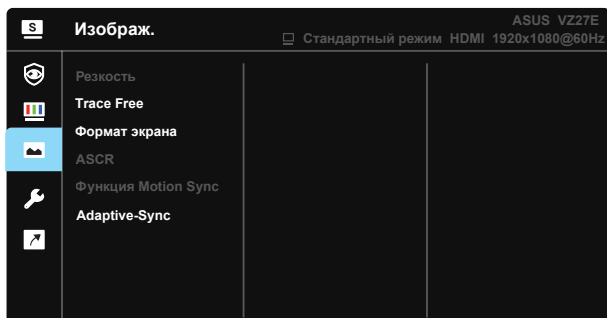 S
Изображ.
ASUS VZ27E
Стандартный режим HDMI 1920x1080@60Hz
Резкость
Trace Free
Формат экрана
ASCR
Функция Motion Sync
Adaptive-Sync